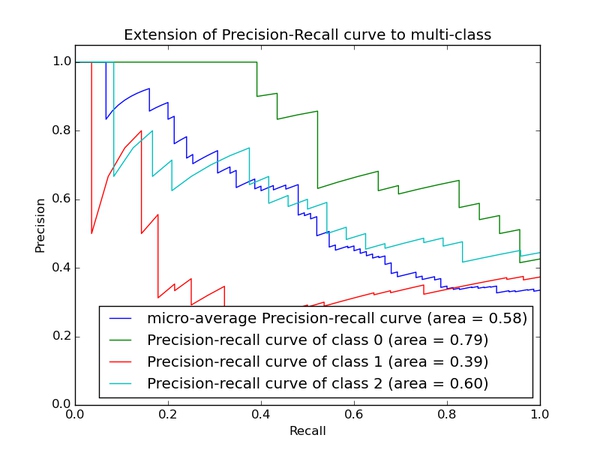 Extension of Precision-Recall curve to multi-class
1.0
0.8
0.6
0.4
0.2
0.0
Precision
micro-average Precision-recall curve (area = 0.58)
Precision-recall curve of class 0 (area = 0.79)
Precision-recall curve of class 1 (area = 0.39)
Precision-recall curve of class 2 (area = 0.60)
0.0 0.2 0.4 0.6 0.8 1.0
Recall